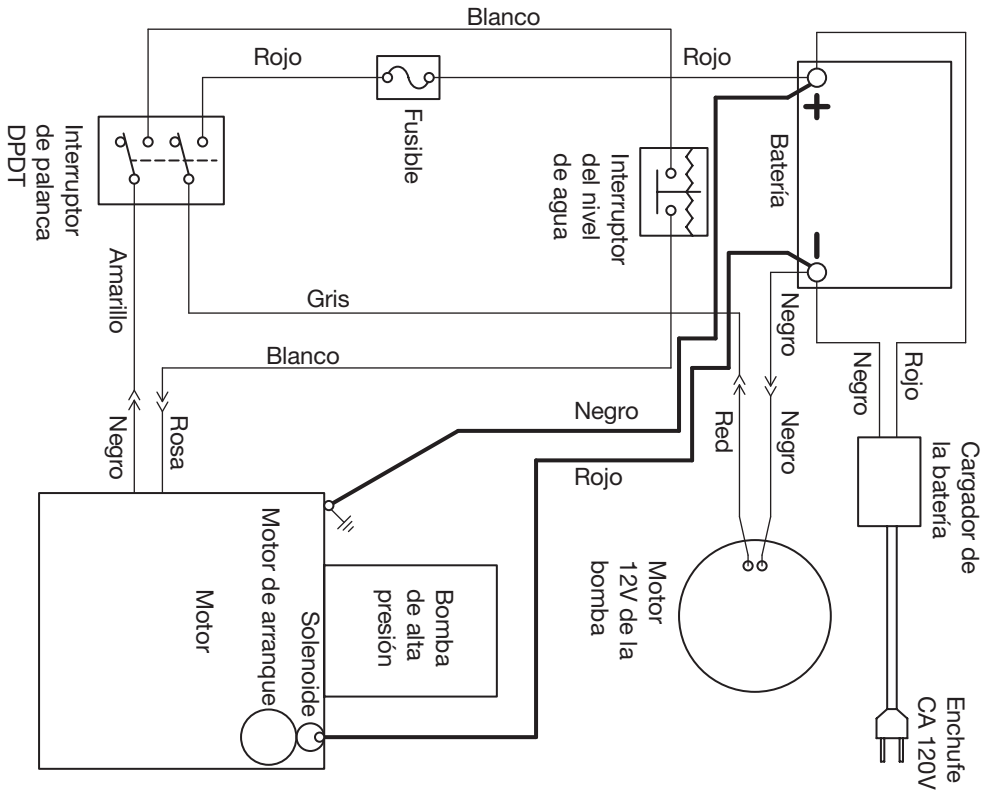 Blanco
Rojo
Rojo
Fusible
Interruptor
de palanca
DPDT
Interruptor
del nivel
de agua
Batería
+
–
Amarillo
Gris
Blanco
Negro
Rosa
Negro
Rojo
Negro
Negro
Red
Negro
Rojo
Cargador de
la batería
Enchufe
CA 120V
Motor
12V de la
bomba
Bomba
de alta
presión
Solenoide
Motor de arranque
Motor